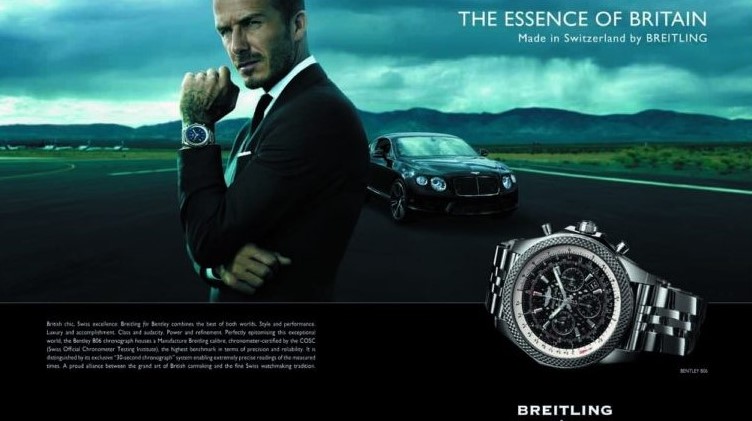 THE ESSENCE OF BRITAIN
Made in Switzerland by BREITLING
British chic, Swiss excellence: Breitling for Bentley combines the best of both worlds. Style and performance.
Luxury and accomplishment. Class and audacity. Power and refinement. Perfectly epitomising this exceptional
world, the Bentley B06 chronograph houses a Manufacture Breitling calibre, chronometer-certified by the COSC
(Swiss Official Chronometer Testing Institute), the highest benchmark in terms of precision and reliability. It is
distinguished by its exclusive "30-second chronograph" system enabling extremely precise readings of the measured
times. A proud alliance between the grand art of British carmaking and the fine Swiss watchmaking tradition.
BENTLEY B06
BREITLING